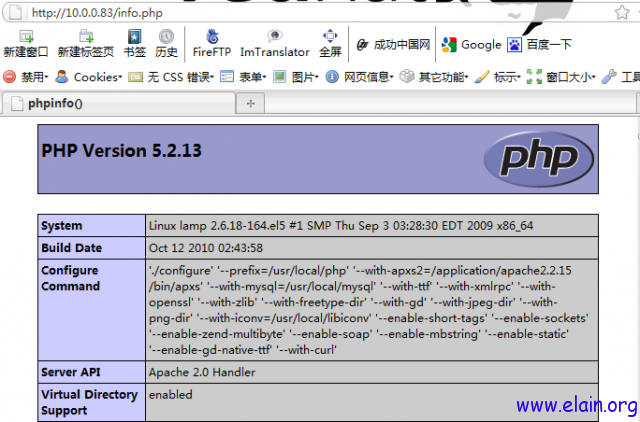 http://10.0.0.83/info.php
新建窗口 新建标签页 书签 历史 FireFTP ImTranslator 全屏 成功中国网 Google 百度一下
禁用 Cookies 无 CSS 错误 表单 图片 网页信息 其它功能 标示 窗口大小 工具
phpinfo()
PHP Version 5.2.13
php
System Linux lamp 2.6.18-164.el5 #1 SMP Thu Sep 3 03:28:30 EDT 2009 x86_64
Build Date Oct 12 2010 02:43:58
Configure Command './configure' '--prefix=/usr/local/php' '--with-apxs2=/application/apache2.2.15
/bin/apxs' '--with-mysql=/usr/local/mysql' '--with-ttf' '--with-xmlrpc' '--with-
openssl' '--with-zlib' '--with-freetype-dir' '--with-gd' '--with-jpeg-dir' '--with-
png-dir' '--with-iconv=/usr/local/libiconv' '--enable-short-tags' '--enable-sockets'
'--enable-zend-multibyte' '--enable-soap' '--enable-mbstring' '--enable-static'
'--enable-gd-native-ttf' '--with-curl'
Server API Apache 2.0 Handler
Virtual Directory Support enabled
www.elain.org